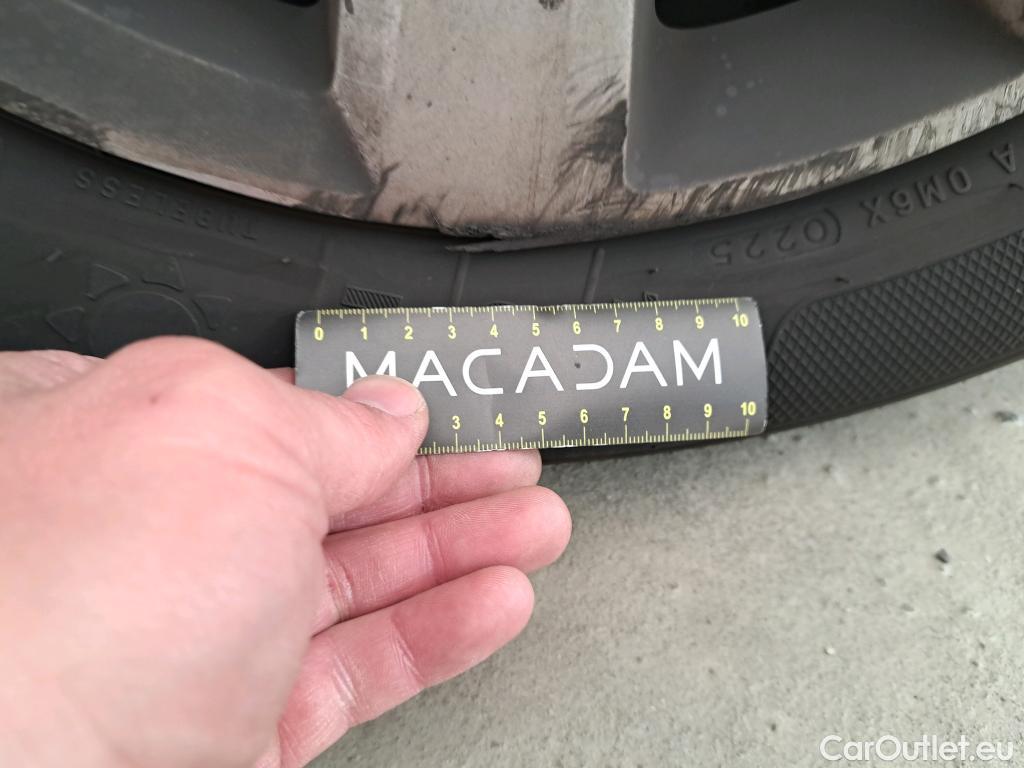 TUBELESS
A 0M6X (0225
0 1 2 3 4 5 6 7 8 9 10
MACADAM
3 4 5 6 7 8 9 10
CarOutlet.eu